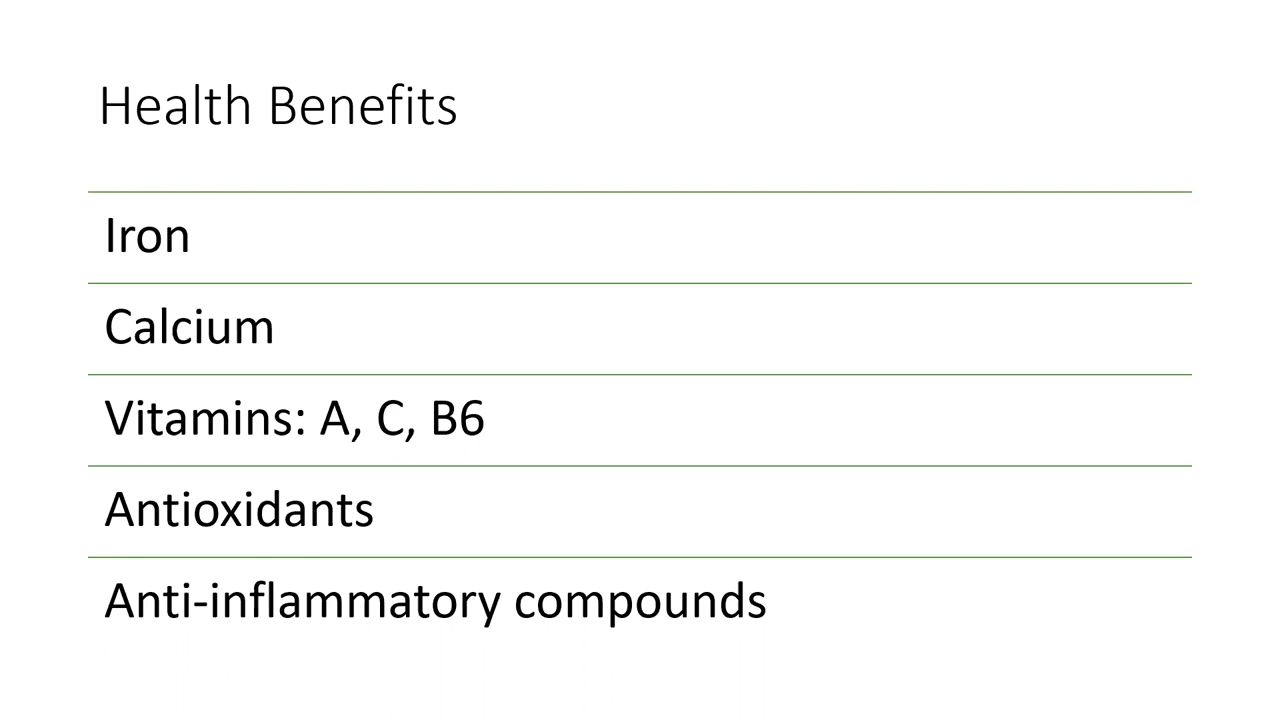 Health Benefits
Iron
Calcium
Vitamins: A, C, B6
Antioxidants
Anti-inflammatory compounds